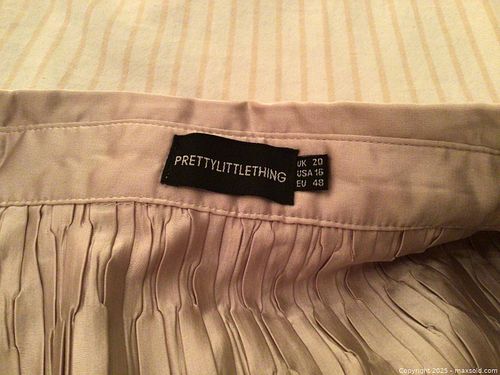 PRETTYLITTLETHING
UK 20
USA 16
EU 48
Copyright 2025 - maxsold.com